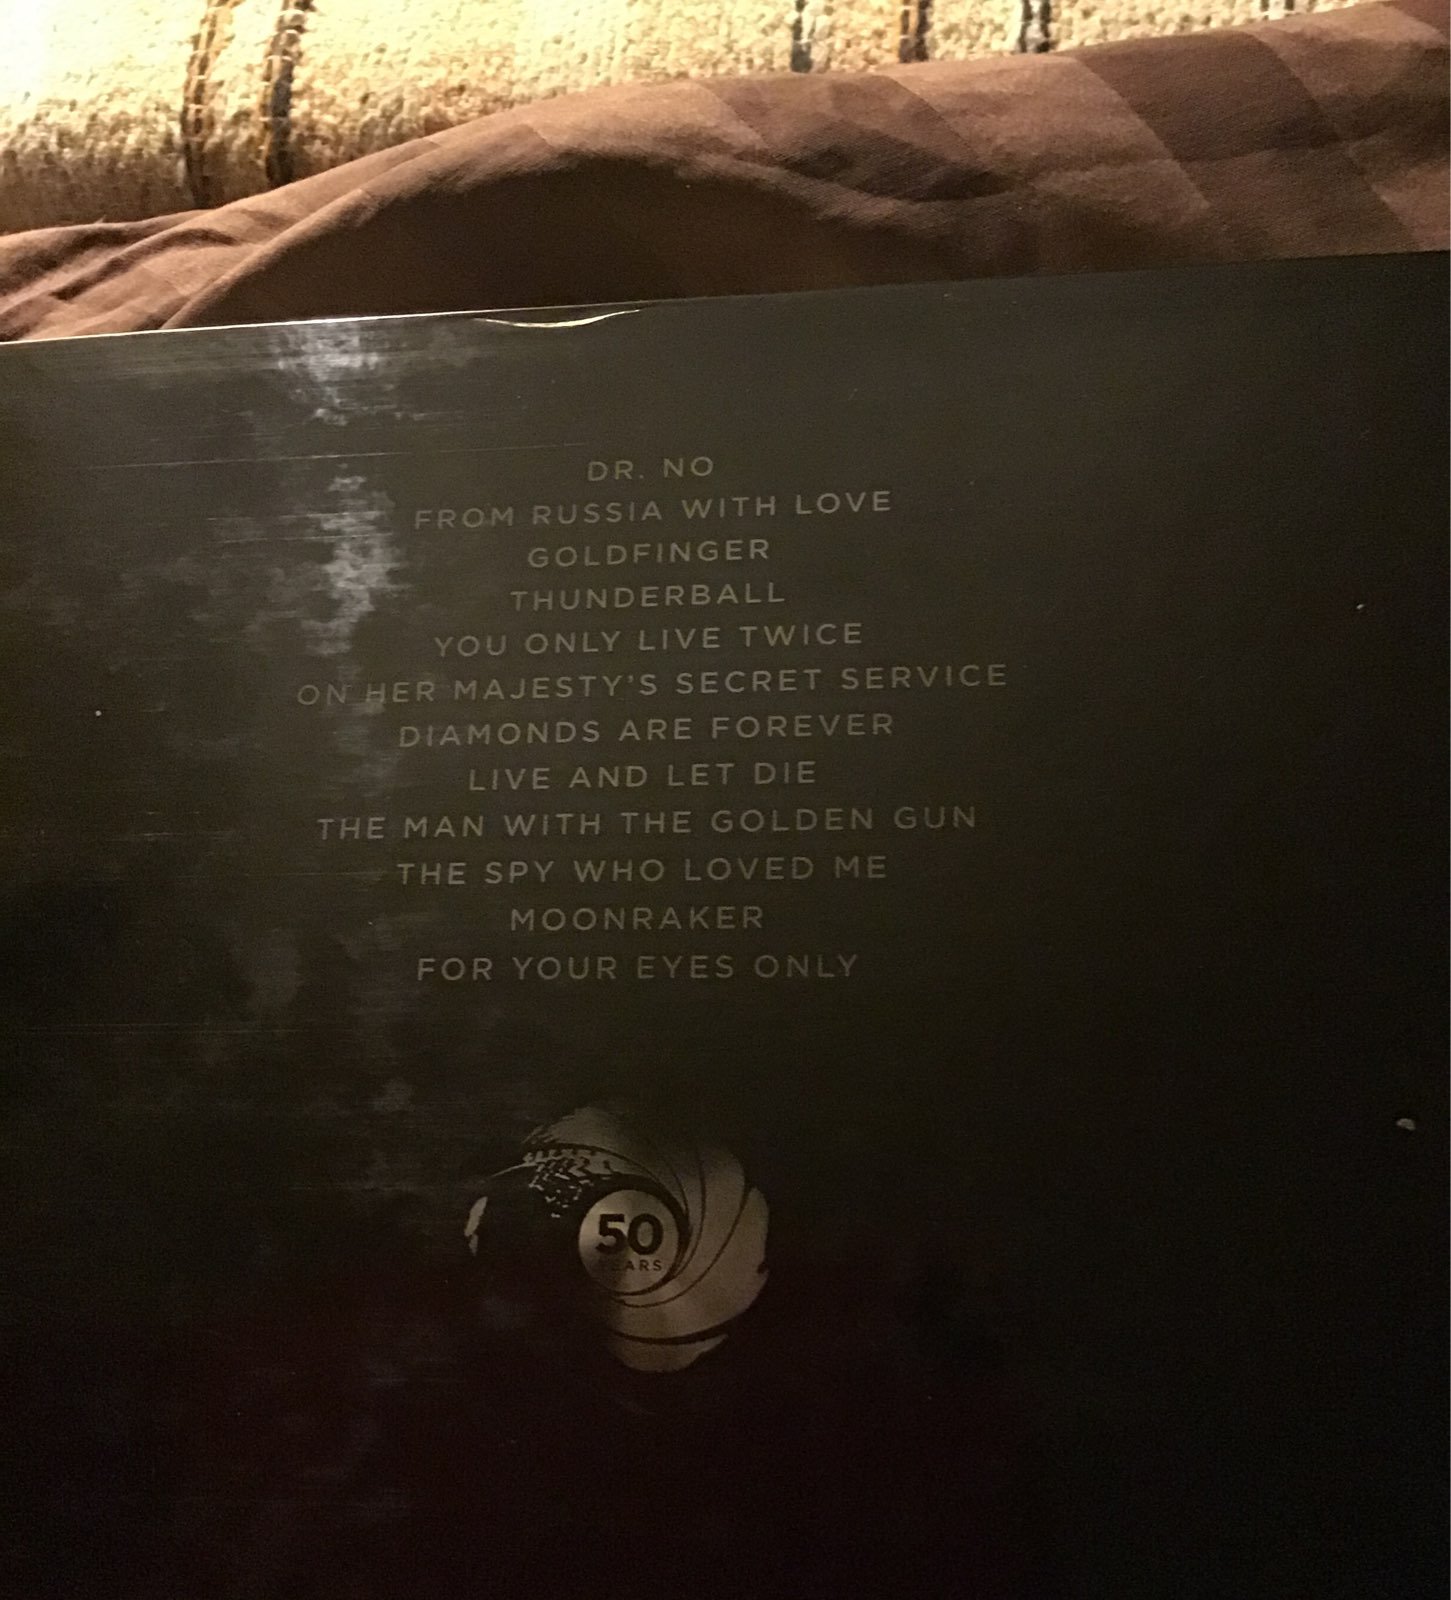 DR. NO
FROM RUSSIA WITH LOVE
GOLDFINGER
THUNDERBALL
YOU ONLY LIVE TWICE
ON HER MAJESTY'S SECRET SERVICE
DIAMONDS ARE FOREVER
LIVE AND LET DIE
THE MAN WITH THE GOLDEN GUN
THE SPY WHO LOVED ME
MOONRAKER
FOR YOUR EYES ONLY
50
YEARS